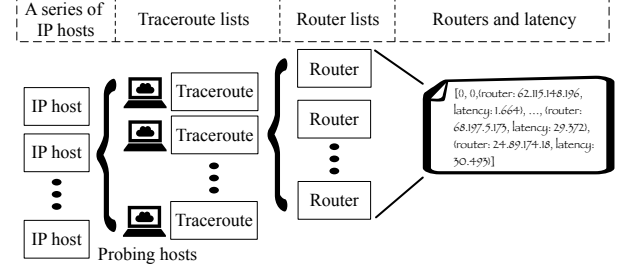 A series of
IP hosts
Traceroute lists
Router lists
Routers and latency
IP host
IP host
IP host
Traceroute
Traceroute
Traceroute
Probing hosts
Router
Router
Router
[0, 0,(router: 62.115.148.196,
latency: 1.664), ..., (router:
68.197.5.173, latency: 29.372),
(router: 24.89.174.18, latency:
30.493)]